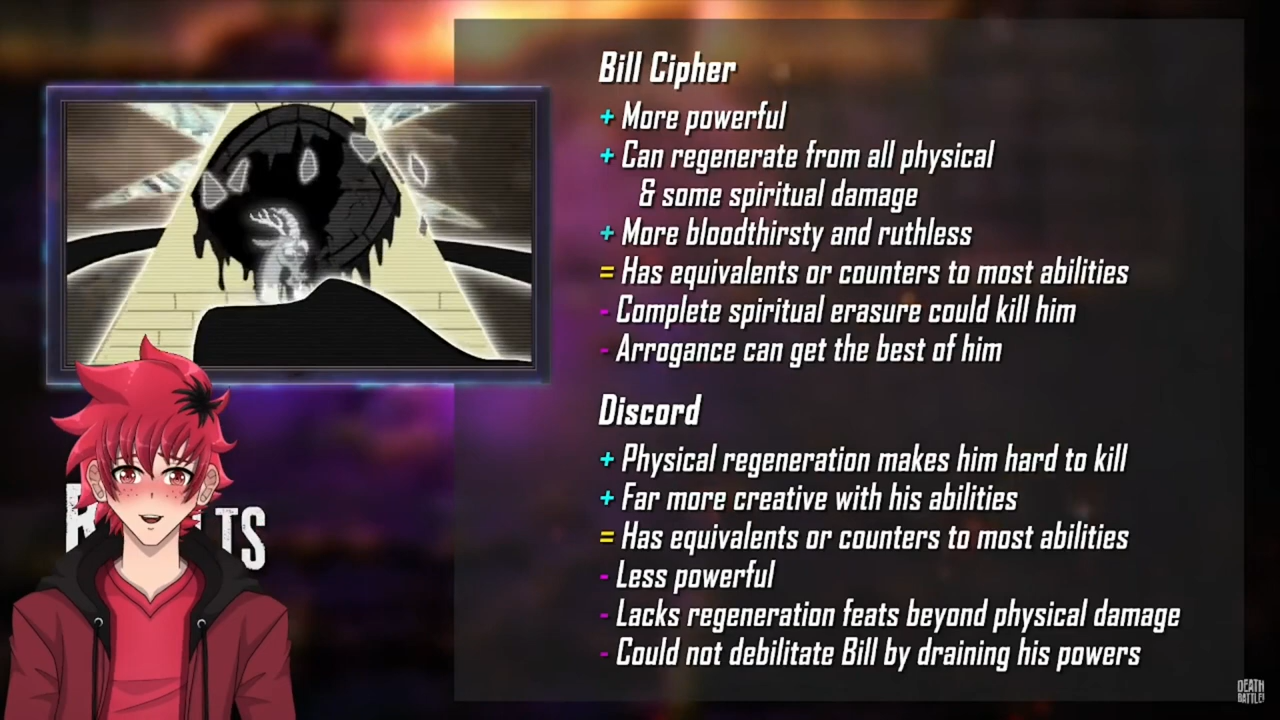 Bill Cipher
+ More powerful
+ Can regenerate from all physical
& some spiritual damage
+ More bloodthirsty and ruthless
= Has equivalents or counters to most abilities
- Complete spiritual erasure could kill him
- Arrogance can get the best of him
Discord
+ Physical regeneration makes him hard to kill
+ Far more creative with his abilities
= Has equivalents or counters to most abilities
- Less powerful
- Lacks regeneration feats beyond physical damage
- Could not debilitate Bill by draining his powers
DEATH
BATTLE!